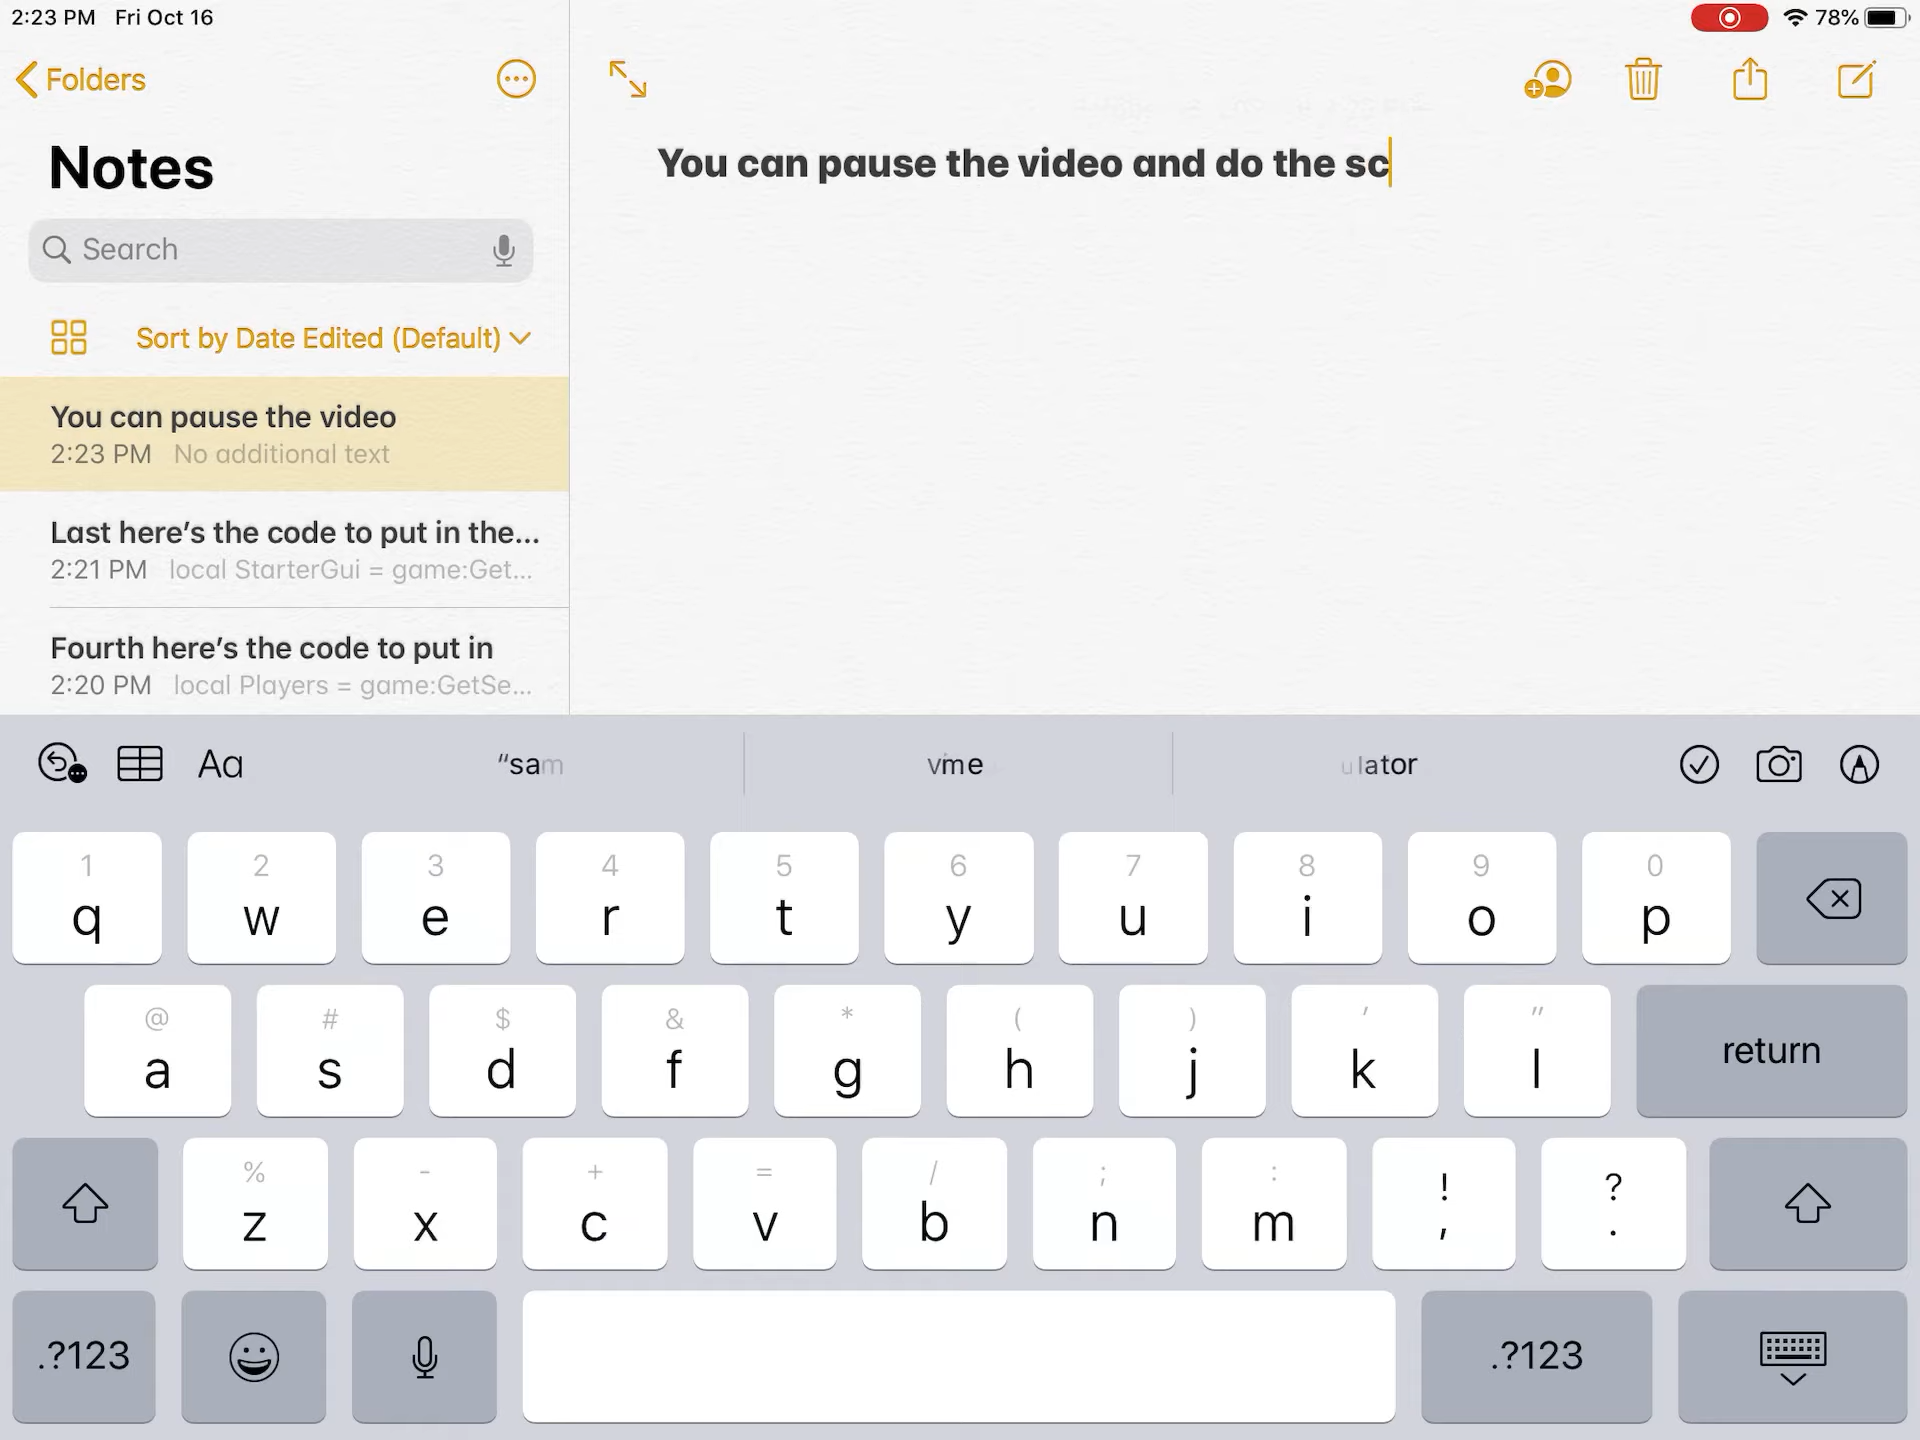 2:23 PM Fri Oct 16
78%
Folders
Notes
Search
Sort by Date Edited (Default)
You can pause the video
2:23 PM No additional text
Last here's the code to put in the...
2:21 PM local StarterGui = game:Get...
Fourth here's the code to put in
2:20 PM local Players = game:GetSe...
You can pause the video and do the sc
Aa
1 2 3 4 5 6 7 8 9 0
q w e r t y u i o p
@ # $ & * ( ) ' "
a s d f g h j k l return
% - + = / ; : ! ?
z x c v b n m , .
.?123 .?123